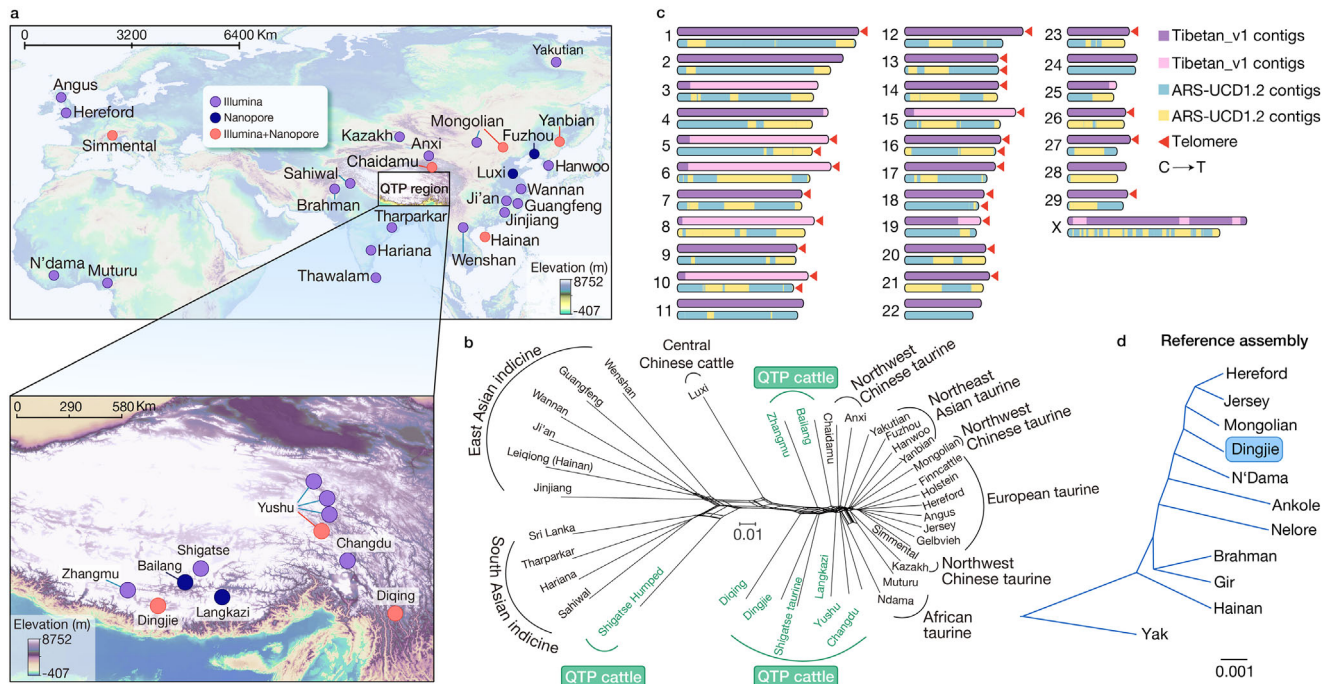 a
0 3200 6400 Km
Yakutian
Angus
Hereford
Simmental
Illumina
Nanopore
Illumina+Nanopore
Kazakh
Mongolian
Fuzhou
Yanbian
Anxi
Chaidamu
Hanwoo
Luxi
Sahiwal
QTP region
Brahman
Wannan
Ji'an
Guangfeng
Jinjiang
Tharparkar
Hainan
Hariana
Wenshan
N'dama
Muturu
Thawalam
Elevation (m)
8752
-407
0 290 580 Km
Yushu
Changdu
Shigatse
Bailang
Zhangmu
Langkazi
Dingjie
Diqing
Elevation (m)
8752
-407
c
1
2
3
4
5
6
7
8
9
10
11
12
13
14
15
16
17
18
19
20
21
22
23
24
25
26
27
28
29
X
Tibetan_v1 contigs
Tibetan_v1 contigs
ARS-UCD1.2 contigs
ARS-UCD1.2 contigs
Telomere
C→T
b
East Asian indicine
Wenshan
Guangfeng
Wannan
Ji'an
Leiqiong (Hainan)
Jinjiang
Central
Chinese cattle
Luxi
QTP cattle
Zhangmu
Bailang
Northwest
Chinese taurine
Chaidamu
Anxi
Northeast
Asian taurine
Yakutian
Fuzhou
Hanwoo
Yanbian
Northwest
Chinese taurine
Mongolian
European taurine
Finncattle
Holstein
Hereford
Angus
Jersey
Gelbvieh
Simmental
Kazakh
Northwest
Chinese taurine
Muturu
Ndama
African
taurine
0.01
South Asian indicine
Sri Lanka
Tharparkar
Hariana
Sahiwal
Shigatse Humped
QTP cattle
Diqing
Dingjie
Shigatse taurine
Langkazi
Yushu
Changdu
QTP cattle
d
Reference assembly
Hereford
Jersey
Mongolian
Dingjie
N'Dama
Ankole
Nelore
Brahman
Gir
Hainan
Yak
0.001